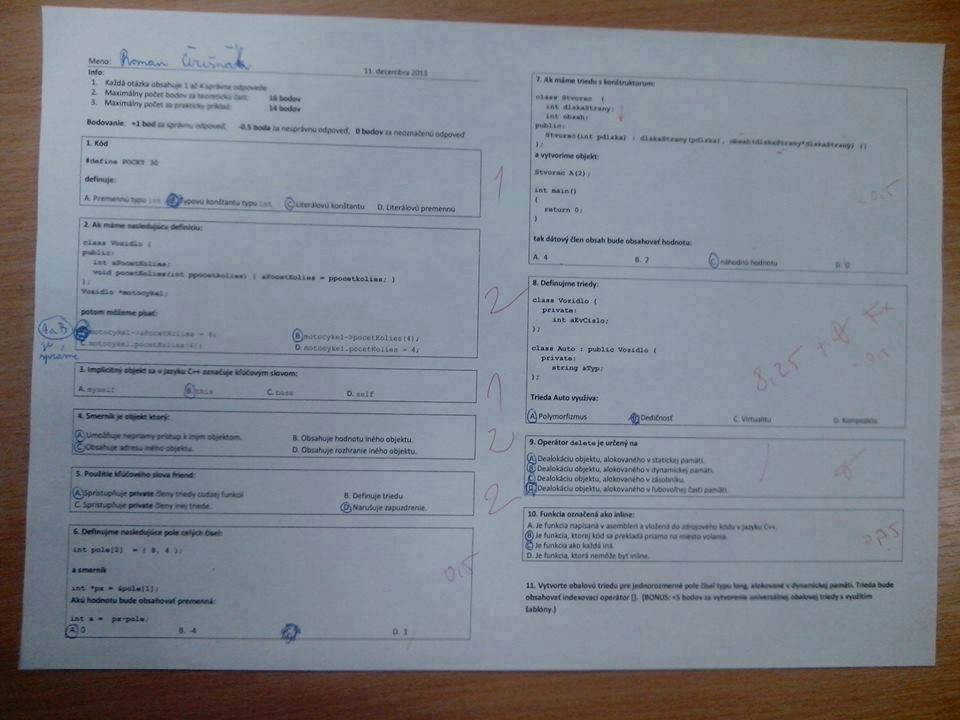 Meno: Roman
11. decembra 2013
Info:
1. Každá otázka obsahuje 1 až 4 správne odpovede
2. Maximálny počet bodov za teoretickú časť: 16 bodov
3. Maximálny počet za praktický príklad: 14 bodov
Bodovanie: +1 bod za správnu odpoveď, -0.5 boda za nesprávnu odpoveď, 0 bodov za neoznačenú odpoveď
1. Kód
#define POCET 30
definuje:
A. Premennú typu int B. Typovú konštantu typu int C. Literálovú konštantu D. Literálovú premennú
1
2. Ak máme nasledujúcu definíciu:
class Vozidlo {
public:
int aPocetKolies;
void pocetKolies(int ppocetkolies) { aPocetKolies = ppocetkolies; }
};
Vozidlo *motocykel;
potom môžeme písať:
A. motocykel->aPocetKolies = 4; B. motocykel->pocetKolies(4);
C. motocykel.pocetKolies(4); D. motocykel.pocetKolies = 4;
A a B
je
správne
2
3. Implicitný objekt sa v jazyku C++ označuje kľúčovým slovom:
A. myself B. this C. base D. self
1
4. Smerník je objekt ktorý:
A. Umožňuje nepriamy prístup k iným objektom. B. Obsahuje hodnotu iného objektu.
C. Obsahuje adresu iného objektu. D. Obsahuje rozhranie iného objektu.
2
5. Použitie kľúčového slova friend:
A. Sprístupňuje private členy triedy cudzej funkcii B. Definuje triedu
C. Sprístupňuje private členy inej triede. D. Narušuje zapuzdrenie.
2
6. Definujme nasledujúce pole celých čísel:
int pole[2] = { 8, 4 };
a smerník
int *px = &pole[1];
Akú hodnotu bude obsahovať premenná:
int x = px-pole;
A. 0 B. -4 D. 1
0,5
7. Ak máme triedu s konštruktorom:
class Stvorec {
int dlzkaStrany;
int obsah;
public:
Stvorec(int pdlzka) : dlzkaStrany(pdlzka), obsah(dlzkaStrany*dlzkaStrany) {}
};
a vytvoríme objekt:
Stvorec A(2);
int main()
{
return 0;
}
tak dátový člen obsah bude obsahovať hodnotu:
A. 4 B. 2 C. náhodnú hodnotu D. 0
0,5
8. Definujme triedy:
class Vozidlo {
private:
int aEvCislo;
};
class Auto : public Vozidlo {
private:
string aTyp;
};
Trieda Auto využíva:
A. Polymorfizmus B. Dedičnosť C. Virtualitu D. Kompozíciu
8,25 + 0 Fx
9. Operátor delete je určený na
A. Dealokáciu objektu, alokovaného v statickej pamäti.
B. Dealokáciu objektu, alokovaného v dynamickej pamäti.
C. Dealokáciu objektu, alokovaného v zásobníku.
D. Dealokáciu objektu, alokovaného v ľubovoľnej časti pamäti.
10. Funkcia označená ako inline:
A. Je funkcia napísaná v asembleri a vložená do zdrojového kódu v jazyku C++.
B. Je funkcia, ktorej kód sa prekladá priamo na miesto volania.
C. Je funkcia ako každá iná.
D. Je funkcia, ktorá nemôže byť inline.
11. Vytvorte obalovú triedu pre jednorozmerné pole čísel typu long, alokované v dynamickej pamäti. Trieda bude
obsahovať indexovací operátor []. (BONUS: +5 bodov za vytvorenie univerzálnej obalovej triedy s využitím
šablóny.)